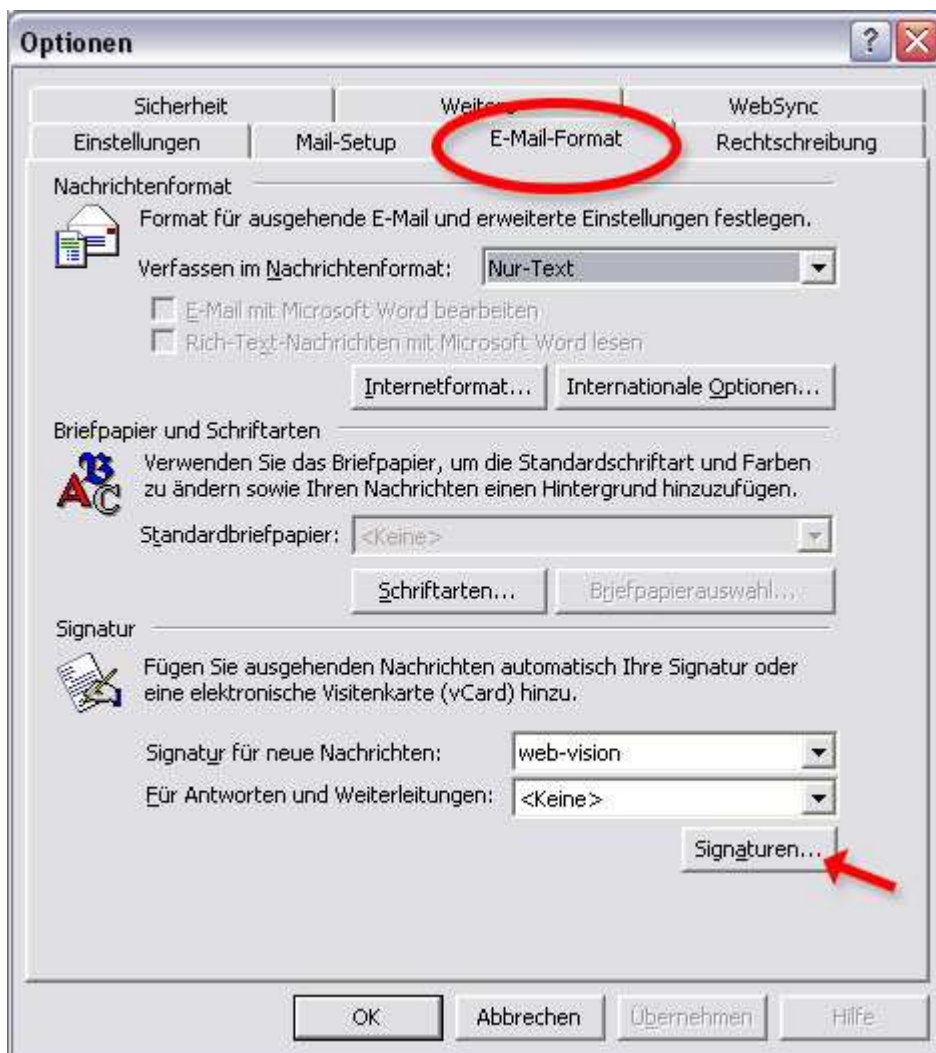 Optionen
Sicherheit
WebSync
Einstellungen
Mail-Setup
E-Mail-Format
Rechtschreibung
Nachrichtenformat
Format für ausgehende E-Mail und erweiterte Einstellungen festlegen.
Verfassen im Nachrichtenformat:
Nur-Text
E-Mail mit Microsoft Word bearbeiten
Rich-Text-Nachrichten mit Microsoft Word lesen
Internetformat...
Internationale Optionen...
Briefpapier und Schriftarten
Verwenden Sie das Briefpapier, um die Standardschriftart und Farben
zu ändern sowie Ihren Nachrichten einen Hintergrund hinzuzufügen.
Standardbriefpapier:
<Keine>
Schriftarten...
Briefpapierauswahl...
Signatur
Fügen Sie ausgehenden Nachrichten automatisch Ihre Signatur oder
eine elektronische Visitenkarte (vCard) hinzu.
Signatur für neue Nachrichten:
web-vision
Für Antworten und Weiterleitungen:
<Keine>
Signaturen...
OK
Abbrechen
Übernehmen
Hilfe